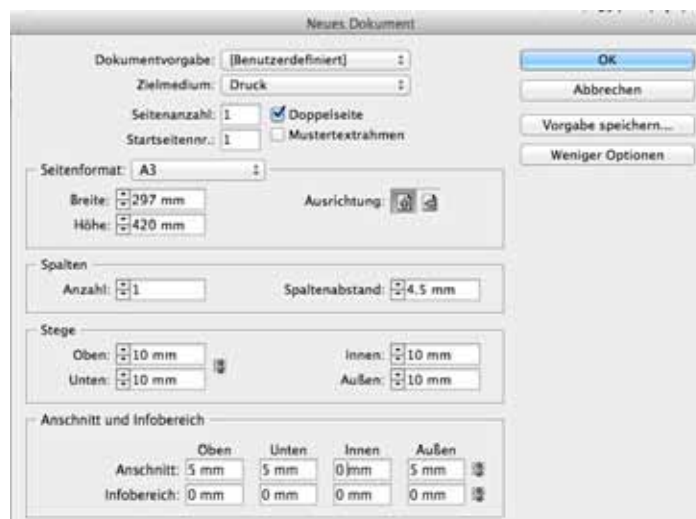 Neues Dokument
Dokumentvorgabe: [Benutzerdefiniert]
OK
Zielmedium: Druck
Abbrechen
Seitenanzahl: 1 Doppelseite
Vorgabe speichern...
Startseitennr.: 1 Mustertextrahmen
Weniger Optionen
Seitenformat: A3
Breite: 297 mm Ausrichtung:
Höhe: 420 mm
Spalten
Anzahl: 1 Spaltenabstand: 4.5 mm
Stege
Oben: 10 mm Innen: 10 mm
Unten: 10 mm Außen: 10 mm
Anschnitt und Infobereich
Oben Unten Innen Außen
Anschnitt: 5 mm 5 mm 0 mm 5 mm
Infobereich: 0 mm 0 mm 0 mm 0 mm